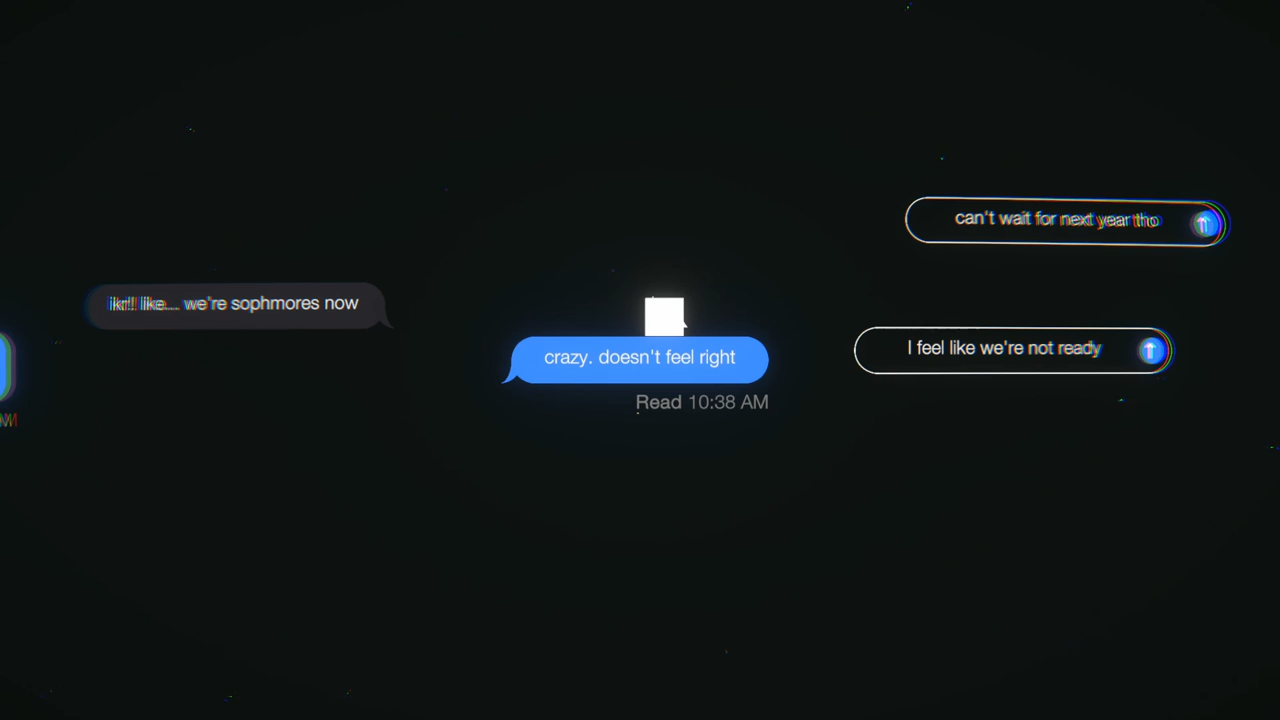 ikr!! like.... we're sophmores now
crazy. doesn't feel right
Read 10:38 AM
can't wait for next year tho
I feel like we're not ready